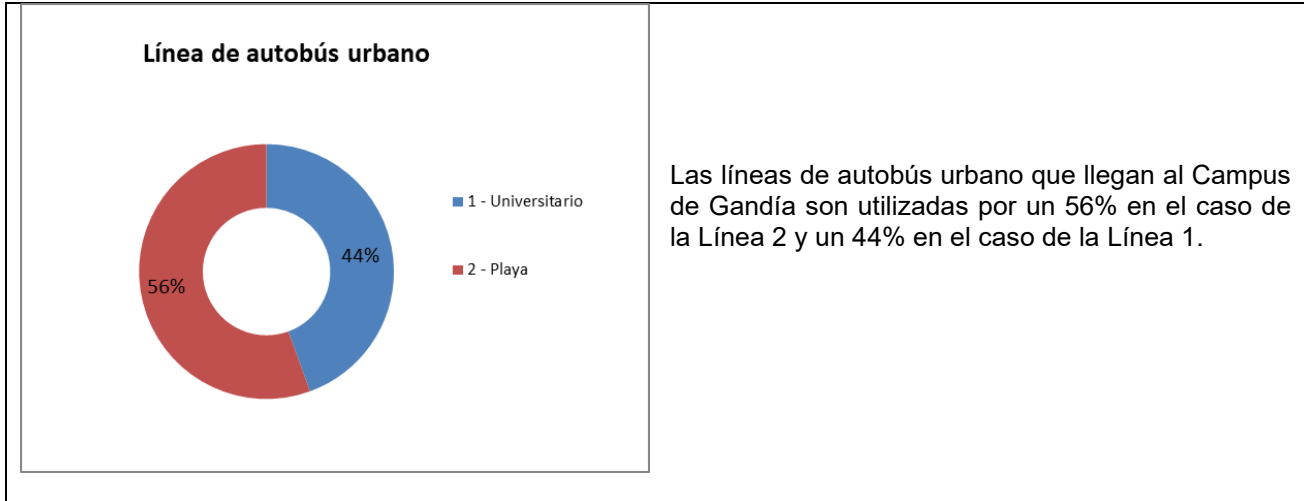 Línea de autobús urbano
44%
56%
1 - Universitario
2 - Playa
Las líneas de autobús urbano que llegan al Campus
de Gandía son utilizadas por un 56% en el caso de
la Línea 2 y un 44% en el caso de la Línea 1.